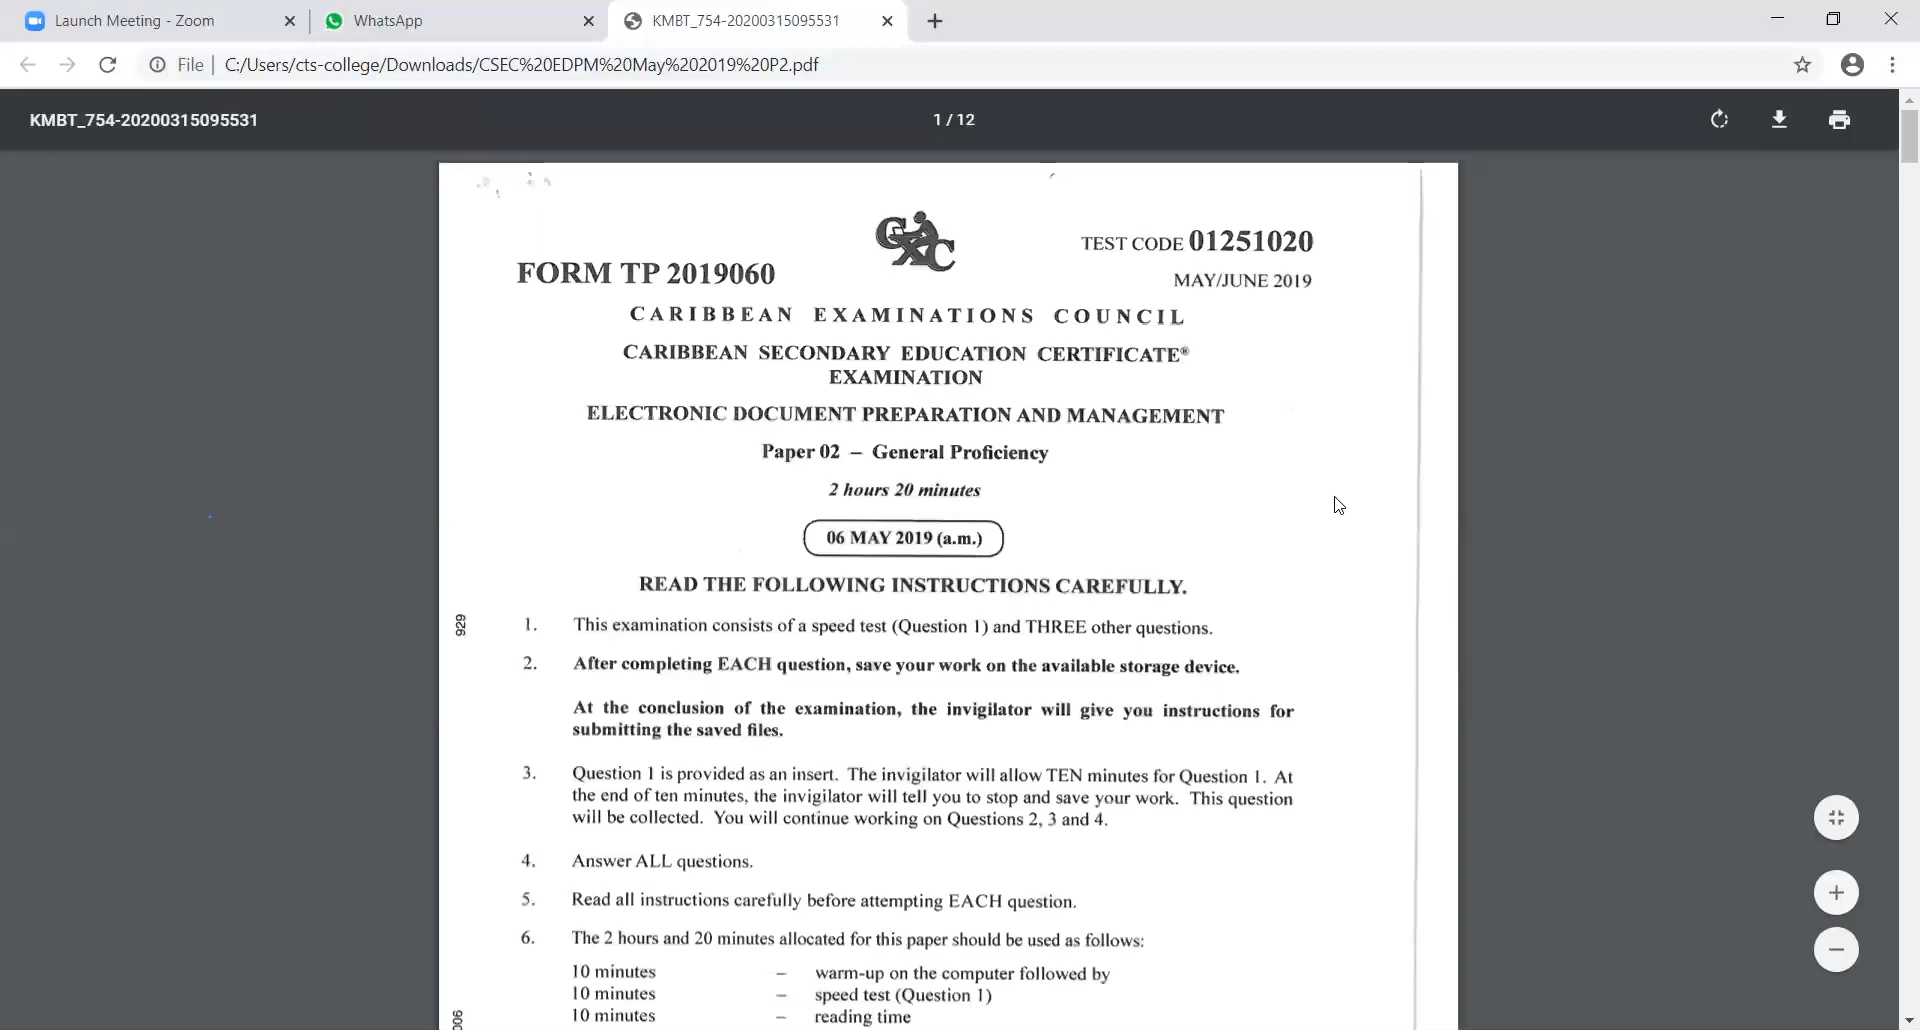 Launch Meeting - Zoom
WhatsApp
KMBT_754-20200315095531
File
C:/Users/cts-college/Downloads/CSEC%20EDPM%20May%202019%20P2.pdf
KMBT_754-20200315095531
1 / 12
CXC
TEST CODE 01251020
FORM TP 2019060
MAY/JUNE 2019
CARIBBEAN EXAMINATIONS COUNCIL
CARIBBEAN SECONDARY EDUCATION CERTIFICATE®
EXAMINATION
ELECTRONIC DOCUMENT PREPARATION AND MANAGEMENT
Paper 02 – General Proficiency
2 hours 20 minutes
06 MAY 2019 (a.m.)
READ THE FOLLOWING INSTRUCTIONS CAREFULLY.
929
1. This examination consists of a speed test (Question 1) and THREE other questions.
2. After completing EACH question, save your work on the available storage device.
At the conclusion of the examination, the invigilator will give you instructions for
submitting the saved files.
3. Question 1 is provided as an insert. The invigilator will allow TEN minutes for Question 1. At
the end of ten minutes, the invigilator will tell you to stop and save your work. This question
will be collected. You will continue working on Questions 2, 3 and 4.
4. Answer ALL questions.
5. Read all instructions carefully before attempting EACH question.
6. The 2 hours and 20 minutes allocated for this paper should be used as follows:
10 minutes – warm-up on the computer followed by
10 minutes – speed test (Question 1)
10 minutes – reading time